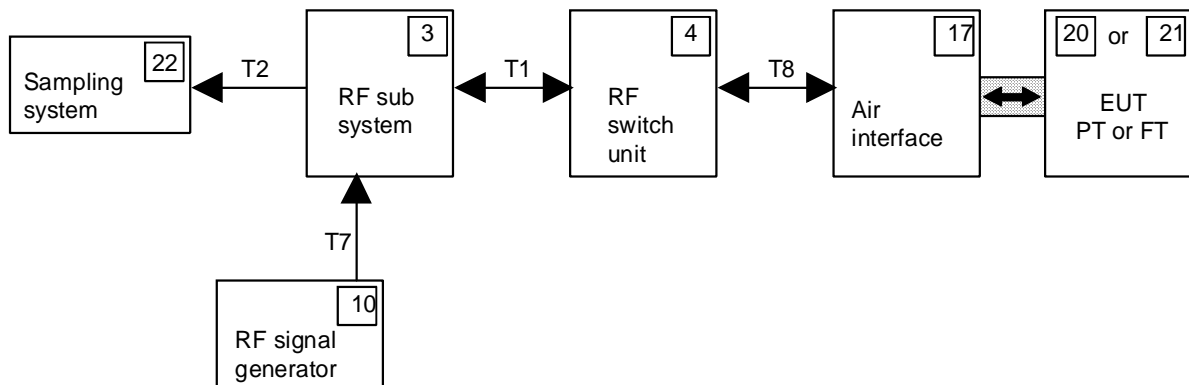 22
Sampling
system
T2
3
RF sub
system
T1
4
RF
switch
unit
T8
17
Air
interface
20 or 21
EUT
PT or FT
T7
10
RF signal
generator